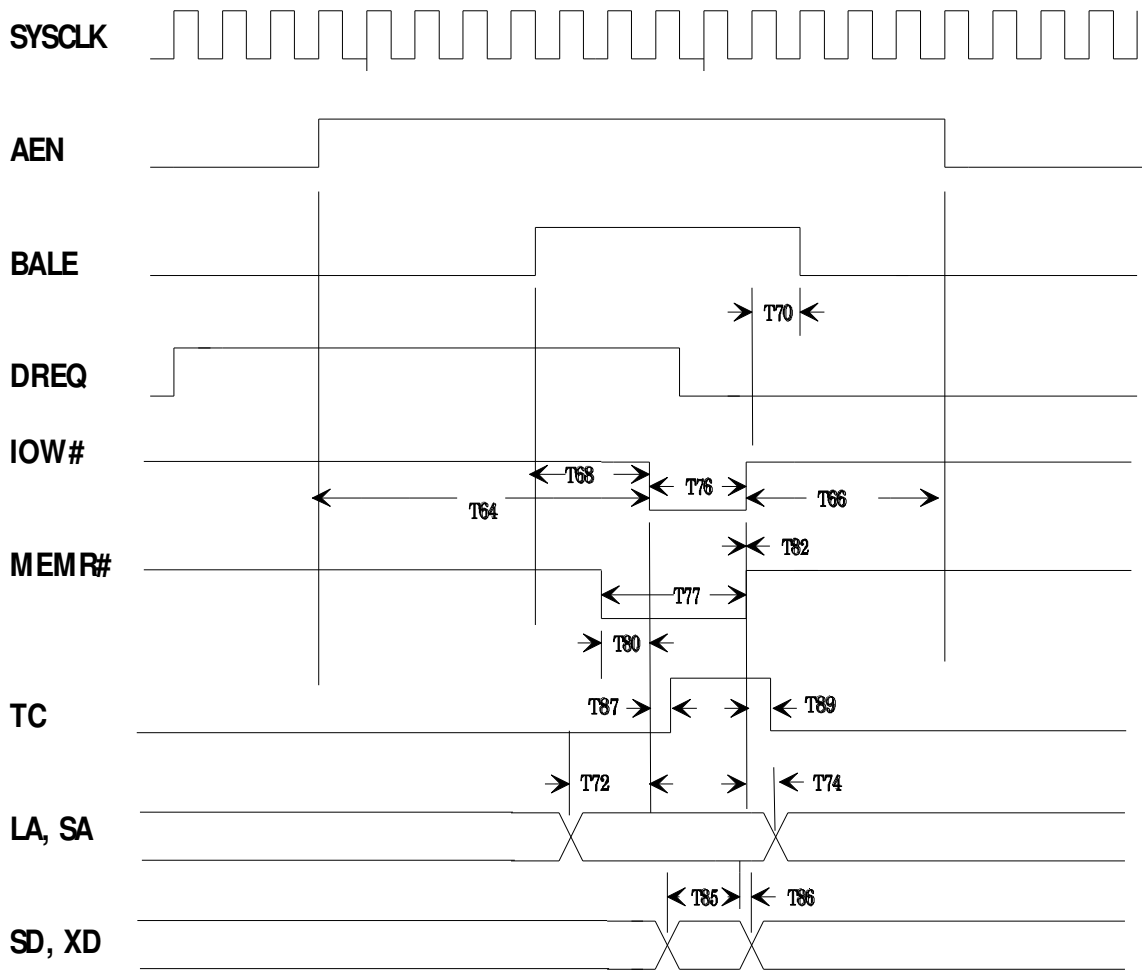 SYSCLK
AEN
BALE
T70
DREQ
IOW#
T65
T76
T64
T66
MEMR#
T82
T77
T80
TC
T87
T89
T72
T74
LA, SA
T85
T86
SD, XD